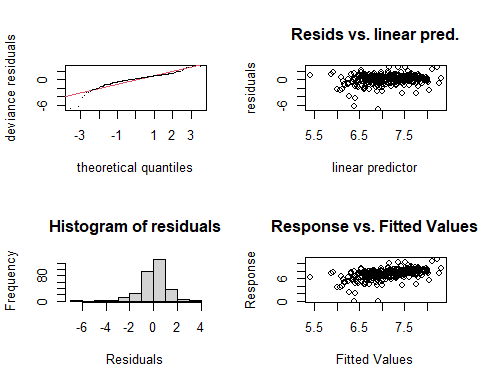 deviance residuals
0
-6
-3
-1
1
2
3
theoretical quantiles
Resids vs. linear pred.
residuals
0
-6
5.5
6.5
7.5
linear predictor
Histogram of residuals
Frequency
80
0
-6
-4
-2
0
2
4
Residuals
Response vs. Fitted Values
Response
6
0
5.5
6.5
7.5
Fitted Values